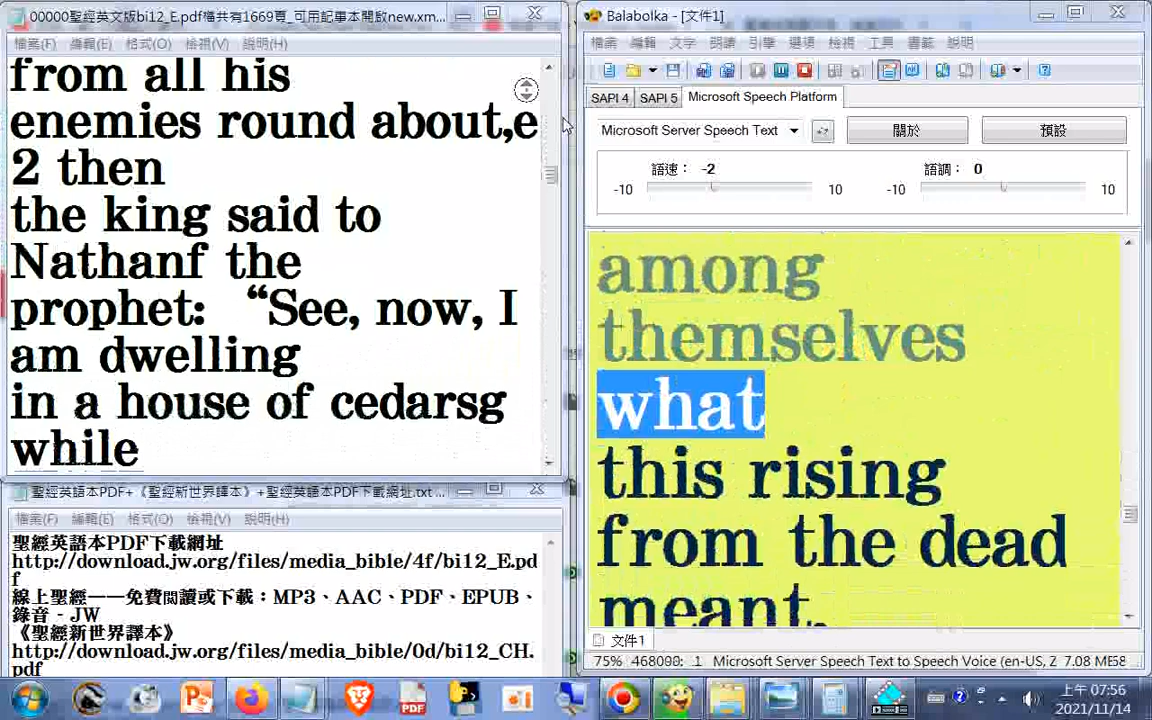 00000聖經英文版bi12_E.pdf檔共有1669頁_可用記事本開啟new.xm...
檔案(F) 編輯(E) 格式(O) 檢視(V) 說明(H)
from all his
enemies round about,e
2 then
the king said to
Nathanf the
prophet: “See, now, I
am dwelling
in a house of cedarsg
while
聖經英語本PDF+《聖經新世界譯本》+聖經英語本PDF下載網址.txt ...
檔案(F) 編輯(E) 格式(O) 檢視(V) 說明(H)
聖經英語本PDF下載網址
http://download.jw.org/files/media_bible/4f/bi12_E.pd
f
線上聖經——免費閱讀或下載：MP3、AAC、PDF、EPUB、
錄音 - JW
《聖經新世界譯本》
http://download.jw.org/files/media_bible/0d/bi12_CH.
pdf
Balabolka - [文件1]
檔案 編輯 文字 朗讀 引擎 選項 檢視 工具 書籤 說明
SAPI 4 SAPI 5 Microsoft Speech Platform
Microsoft Server Speech Text 關於 預設
語速： -2 語調： 0
-10 10 -10 10
among
themselves
what
this rising
from the dead
meant.
文件1
75% 468090: 1 Microsoft Server Speech Text to Speech Voice (en-US, Z 7.08 ME58
上午 07:56
2021/11/14